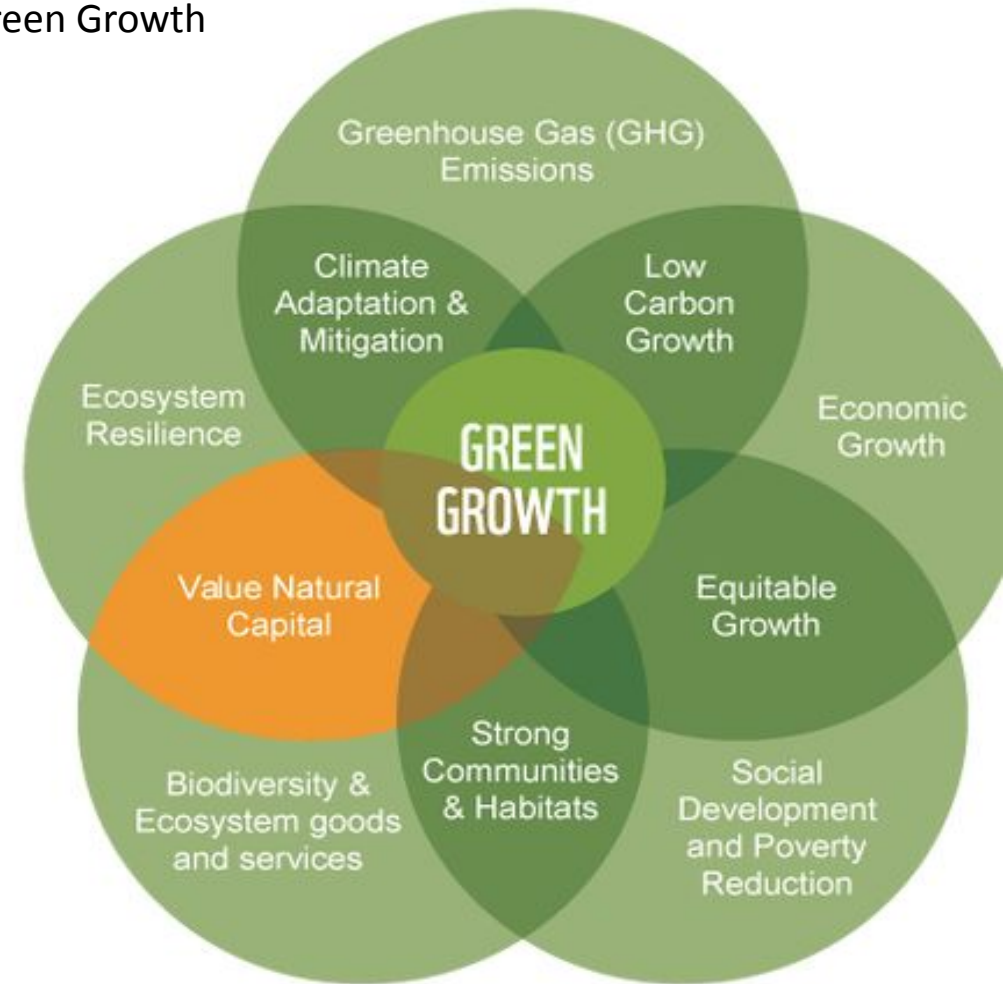 reen Growth
Greenhouse Gas (GHG)
Emissions
Climate
Adaptation &
Mitigation
Low
Carbon
Growth
Ecosystem
Resilience
Economic
Growth
GREEN
GROWTH
Value Natural
Capital
Equitable
Growth
Strong
Communities
& Habitats
Biodiversity &
Ecosystem goods
and services
Social
Development
and Poverty
Reduction